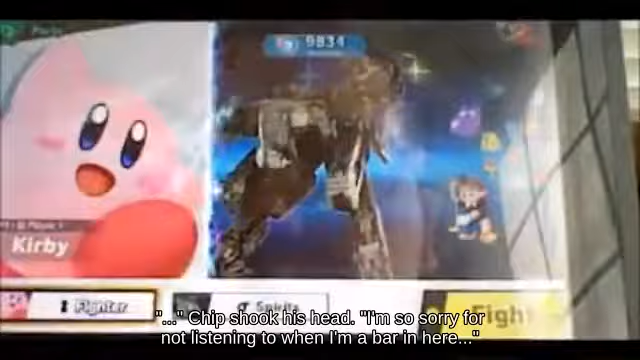 9834
Kirby
Fighter
Spirits
Fight
"..." Chip shook his head. "I'm so sorry for
not listening to when I'm a bar in here..."